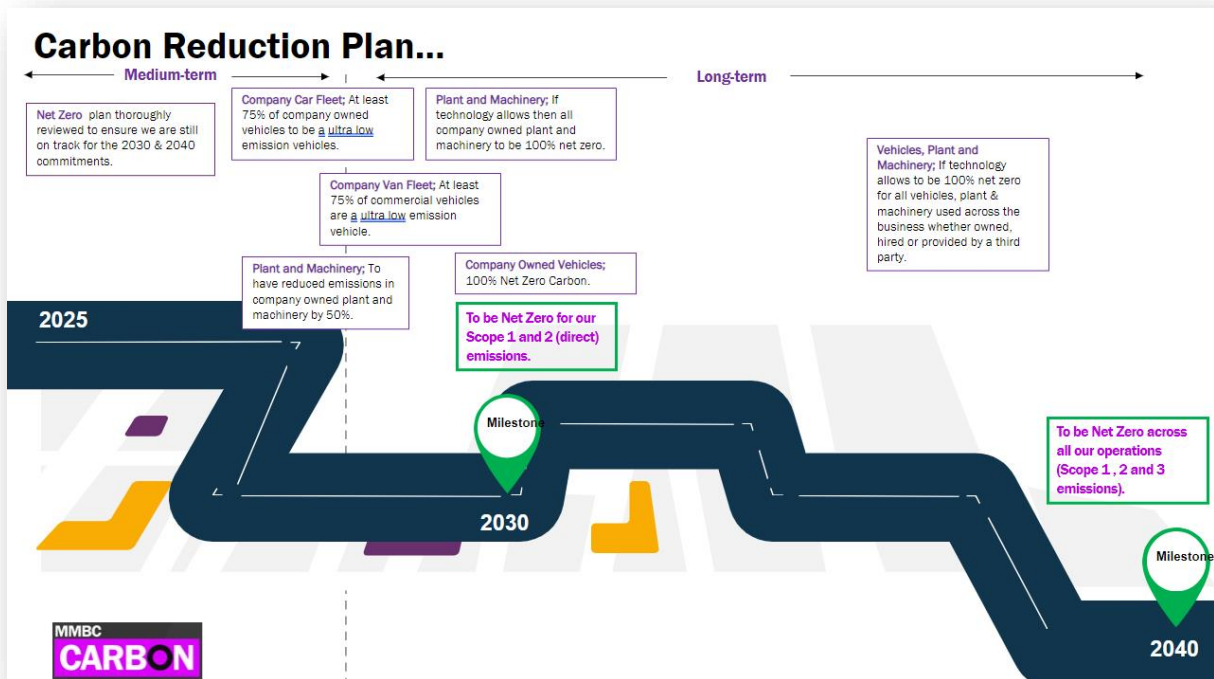 Carbon Reduction Plan...
Medium-term
Long-term
Net Zero plan thoroughly
reviewed to ensure we are still
on track for the 2030 & 2040
commitments.
Company Car Fleet; At least
75% of company owned
vehicles to be a ultra low
emission vehicles.
Plant and Machinery; If
technology allows then all
company owned plant and
machinery to be 100% net zero.
Vehicles, Plant and
Machinery; If technology
allows to be 100% net zero
for all vehicles, plant &
machinery used across the
business whether owned,
hired or provided by a third
party.
Company Van Fleet; At least
75% of commercial vehicles
are a ultra low emission
vehicle.
Plant and Machinery; To
have reduced emissions in
company owned plant and
machinery by 50%.
Company Owned Vehicles;
100% Net Zero Carbon.
To be Net Zero for our
Scope 1 and 2 (direct)
emissions.
2025
Milestone
2030
To be Net Zero across
all our operations
(Scope 1 , 2 and 3
emissions).
Milestone
2040
MMBC
CARBON